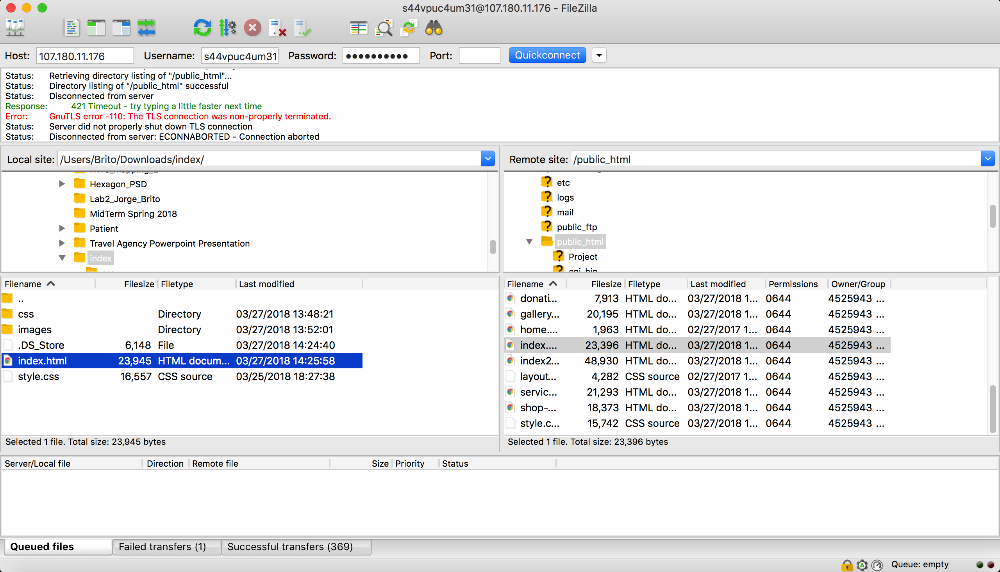 s44vpuc4um31@107.180.11.176 - FileZilla
Host: 107.180.11.176 Username: s44vpuc4um31 Password: •••••••••• Port: Quickconnect
Status: Retrieving directory listing of "/public_html"...
Status: Directory listing of "/public_html" successful
Status: Disconnected from server
Response: 421 Timeout - try typing a little faster next time
Error: GnuTLS error -110: The TLS connection was non-properly terminated.
Status: Server did not properly shut down TLS connection
Status: Disconnected from server: ECONNABORTED - Connection aborted
Local site: /Users/Brito/Downloads/index/
Hexagon_PSD
Lab2_Jorge_Brito
MidTerm Spring 2018
Patient
Travel Agency Powerpoint Presentation
index
Remote site: /public_html
etc
logs
mail
public_ftp
public_html
Project
cgi_bin
Filename Filesize Filetype Last modified
..
css Directory 03/27/2018 13:48:21
images Directory 03/27/2018 13:52:01
.DS_Store 6,148 File 03/27/2018 14:24:40
index.html 23,945 HTML docum... 03/27/2018 14:25:58
style.css 16,557 CSS source 03/25/2018 18:27:38
Selected 1 file. Total size: 23,945 bytes
Filename Filesize Filetype Last modified Permissions Owner/Group
donati... 7,913 HTML do... 03/27/2018 1... 0644 4525943 ...
gallery... 20,195 HTML do... 03/27/2018 1... 0644 4525943 ...
home.... 1,963 HTML do... 02/27/2017 1... 0644 4525943 ...
index.... 23,396 HTML do... 03/27/2018 1... 0644 4525943 ...
index2... 48,930 HTML do... 03/27/2018 1... 0644 4525943 ...
layout... 4,282 CSS source 02/27/2017 1... 0644 4525943 ...
servic... 21,293 HTML do... 03/27/2018 1... 0644 4525943 ...
shop-... 18,373 HTML do... 03/27/2018 1... 0644 4525943 ...
style.c... 15,742 CSS source 03/27/2018 1... 0644 4525943 ...
Selected 1 file. Total size: 23,396 bytes
Server/Local file Direction Remote file Size Priority Status
Queued files Failed transfers (1) Successful transfers (369)
Queue: empty